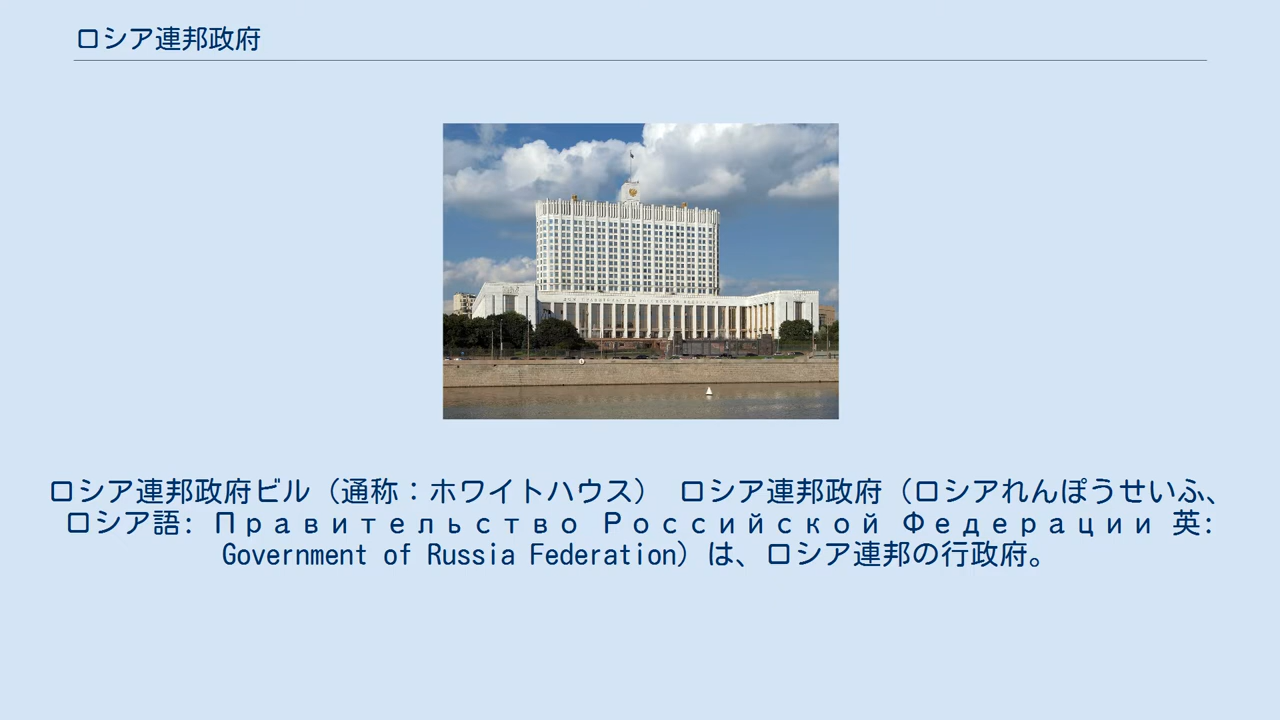 ロシア連邦政府
ロシア連邦政府ビル（通称：ホワイトハウス） ロシア連邦政府（ロシアれんぽうせいふ、
ロシア語: Правительство Российской Федерации 英:
Government of Russia Federation）は、ロシア連邦の行政府。